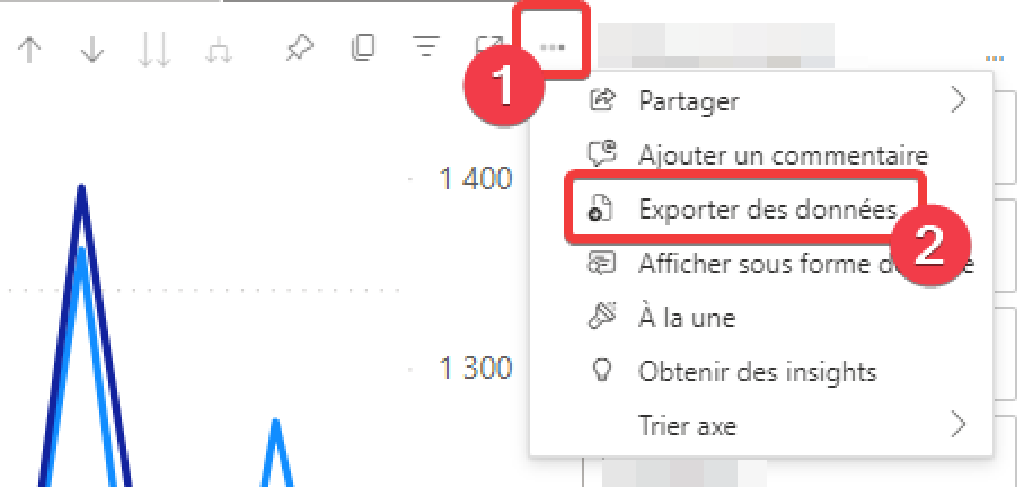 1
Partager
Ajouter un commentaire
1 400
Exporter des données
2
Afficher sous forme
À la une
1 300
Obtenir des insights
Trier axe